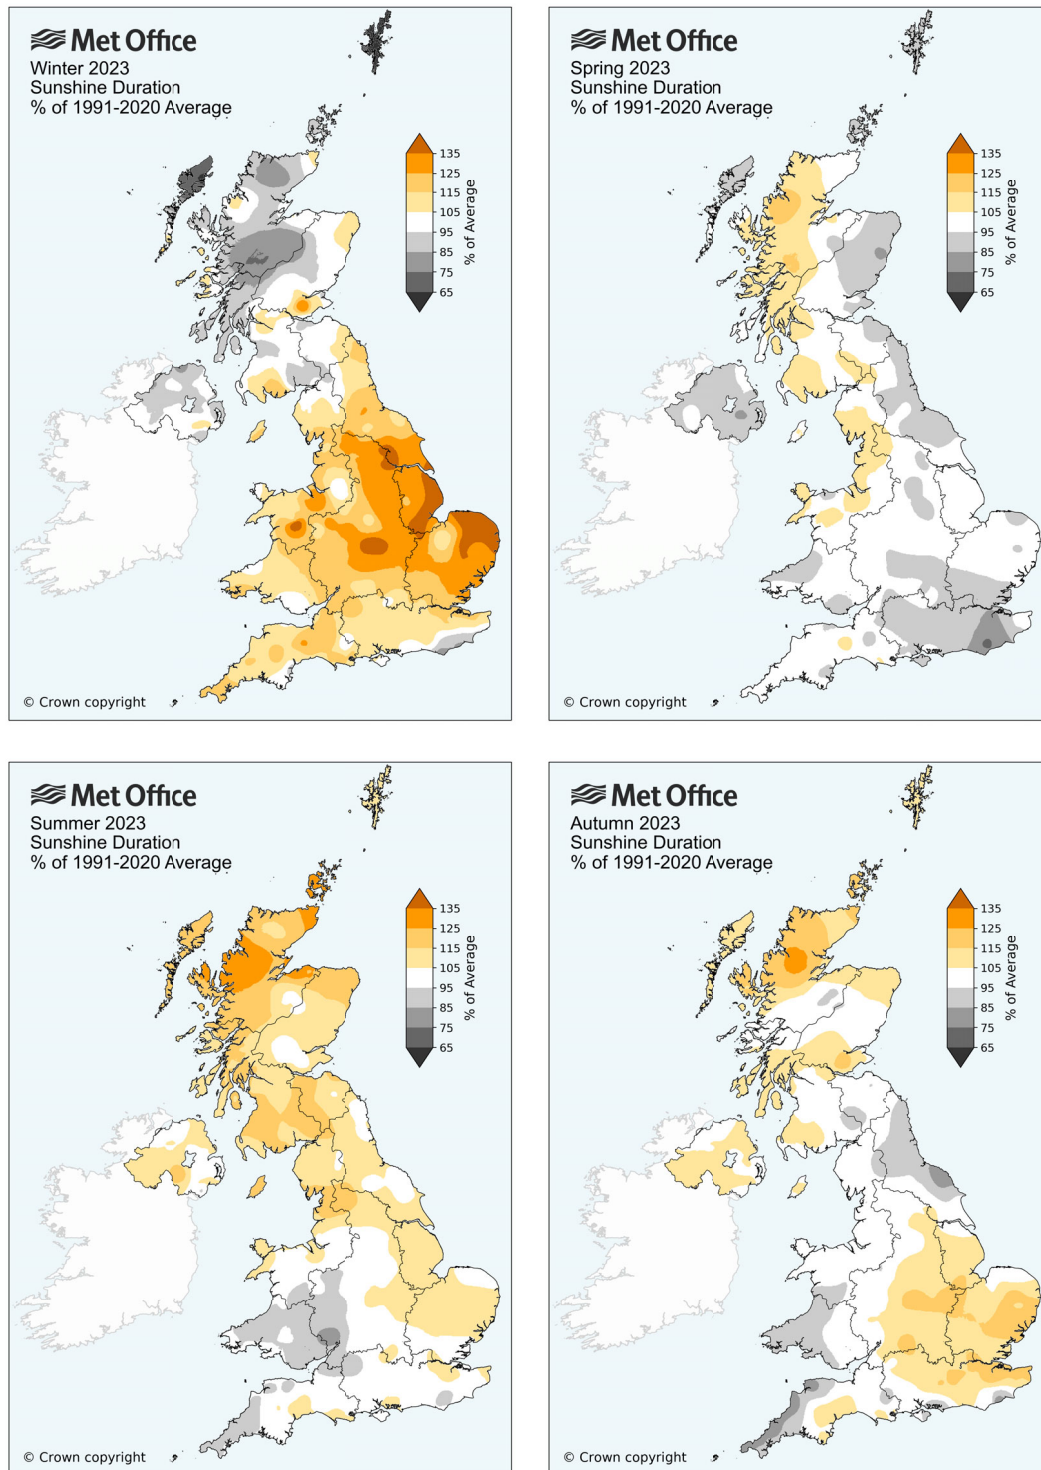 Met Office
Winter 2023
Sunshine Duration
% of 1991-2020 Average
135
125
115
105
95
85
75
65
% of Average
© Crown copyright
Met Office
Spring 2023
Sunshine Duration
% of 1991-2020 Average
135
125
115
105
95
85
75
65
% of Average
© Crown copyright
Met Office
Summer 2023
Sunshine Duration
% of 1991-2020 Average
135
125
115
105
95
85
75
65
% of Average
© Crown copyright
Met Office
Autumn 2023
Sunshine Duration
% of 1991-2020 Average
135
125
115
105
95
85
75
65
% of Average
© Crown copyright